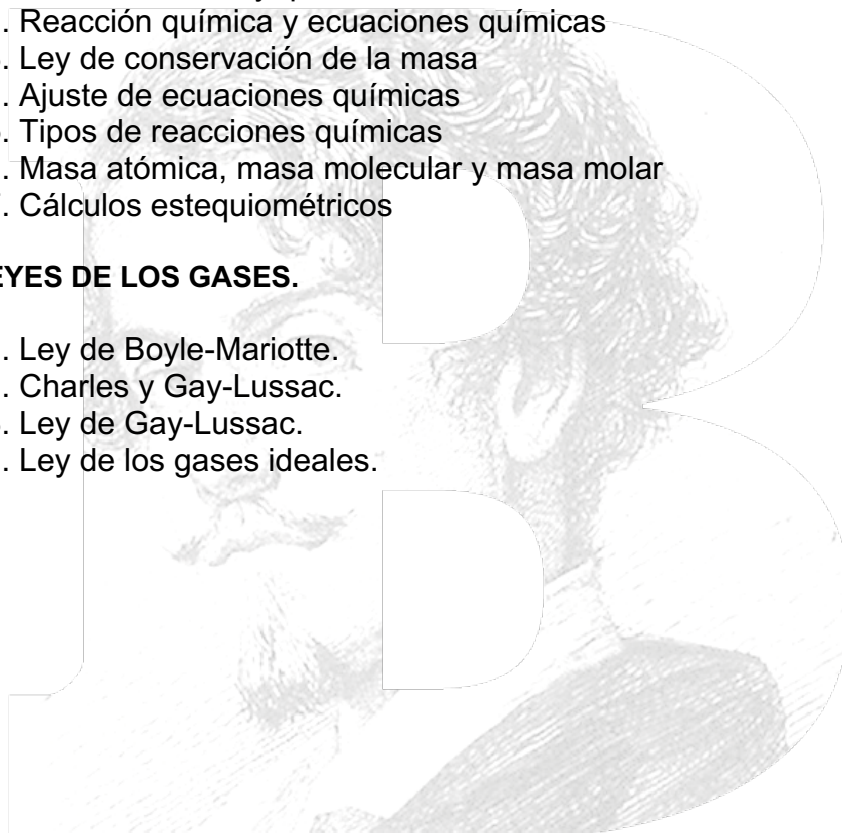 . Reacción química y ecuaciones químicas
. Ley de conservación de la masa
. Ajuste de ecuaciones químicas
. Tipos de reacciones químicas
. Masa atómica, masa molecular y masa molar
. Cálculos estequiométricos
EYES DE LOS GASES.
. Ley de Boyle-Mariotte.
. Charles y Gay-Lussac.
. Ley de Gay-Lussac.
. Ley de los gases ideales.